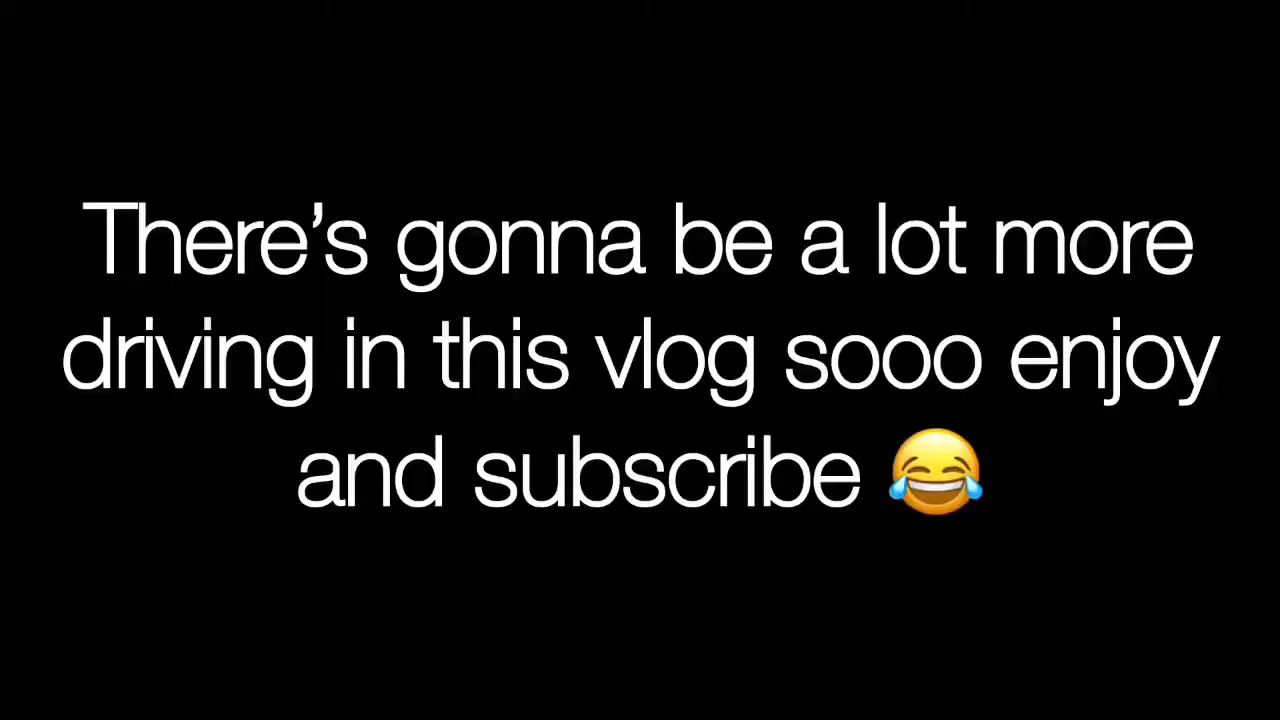 There’s gonna be a lot more
driving in this vlog sooo enjoy
and subscribe 😂